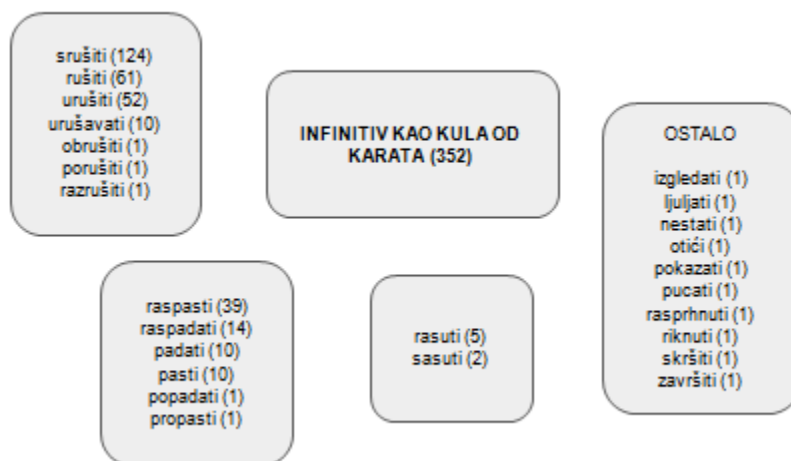 srušiti (124)
rušiti (61)
urušiti (52)
urušavati (10)
obrušiti (1)
porušiti (1)
razrušiti (1)
INFINITIV KAO KULA OD
KARATA (352)
OSTALO
izgledati (1)
ljuljati (1)
nestati (1)
otići (1)
pokazati (1)
pucati (1)
rasprhnuti (1)
riknuti (1)
skršiti (1)
završiti (1)
raspasti (39)
raspadati (14)
padati (10)
pasti (10)
popadati (1)
propasti (1)
rasuti (5)
sasuti (2)